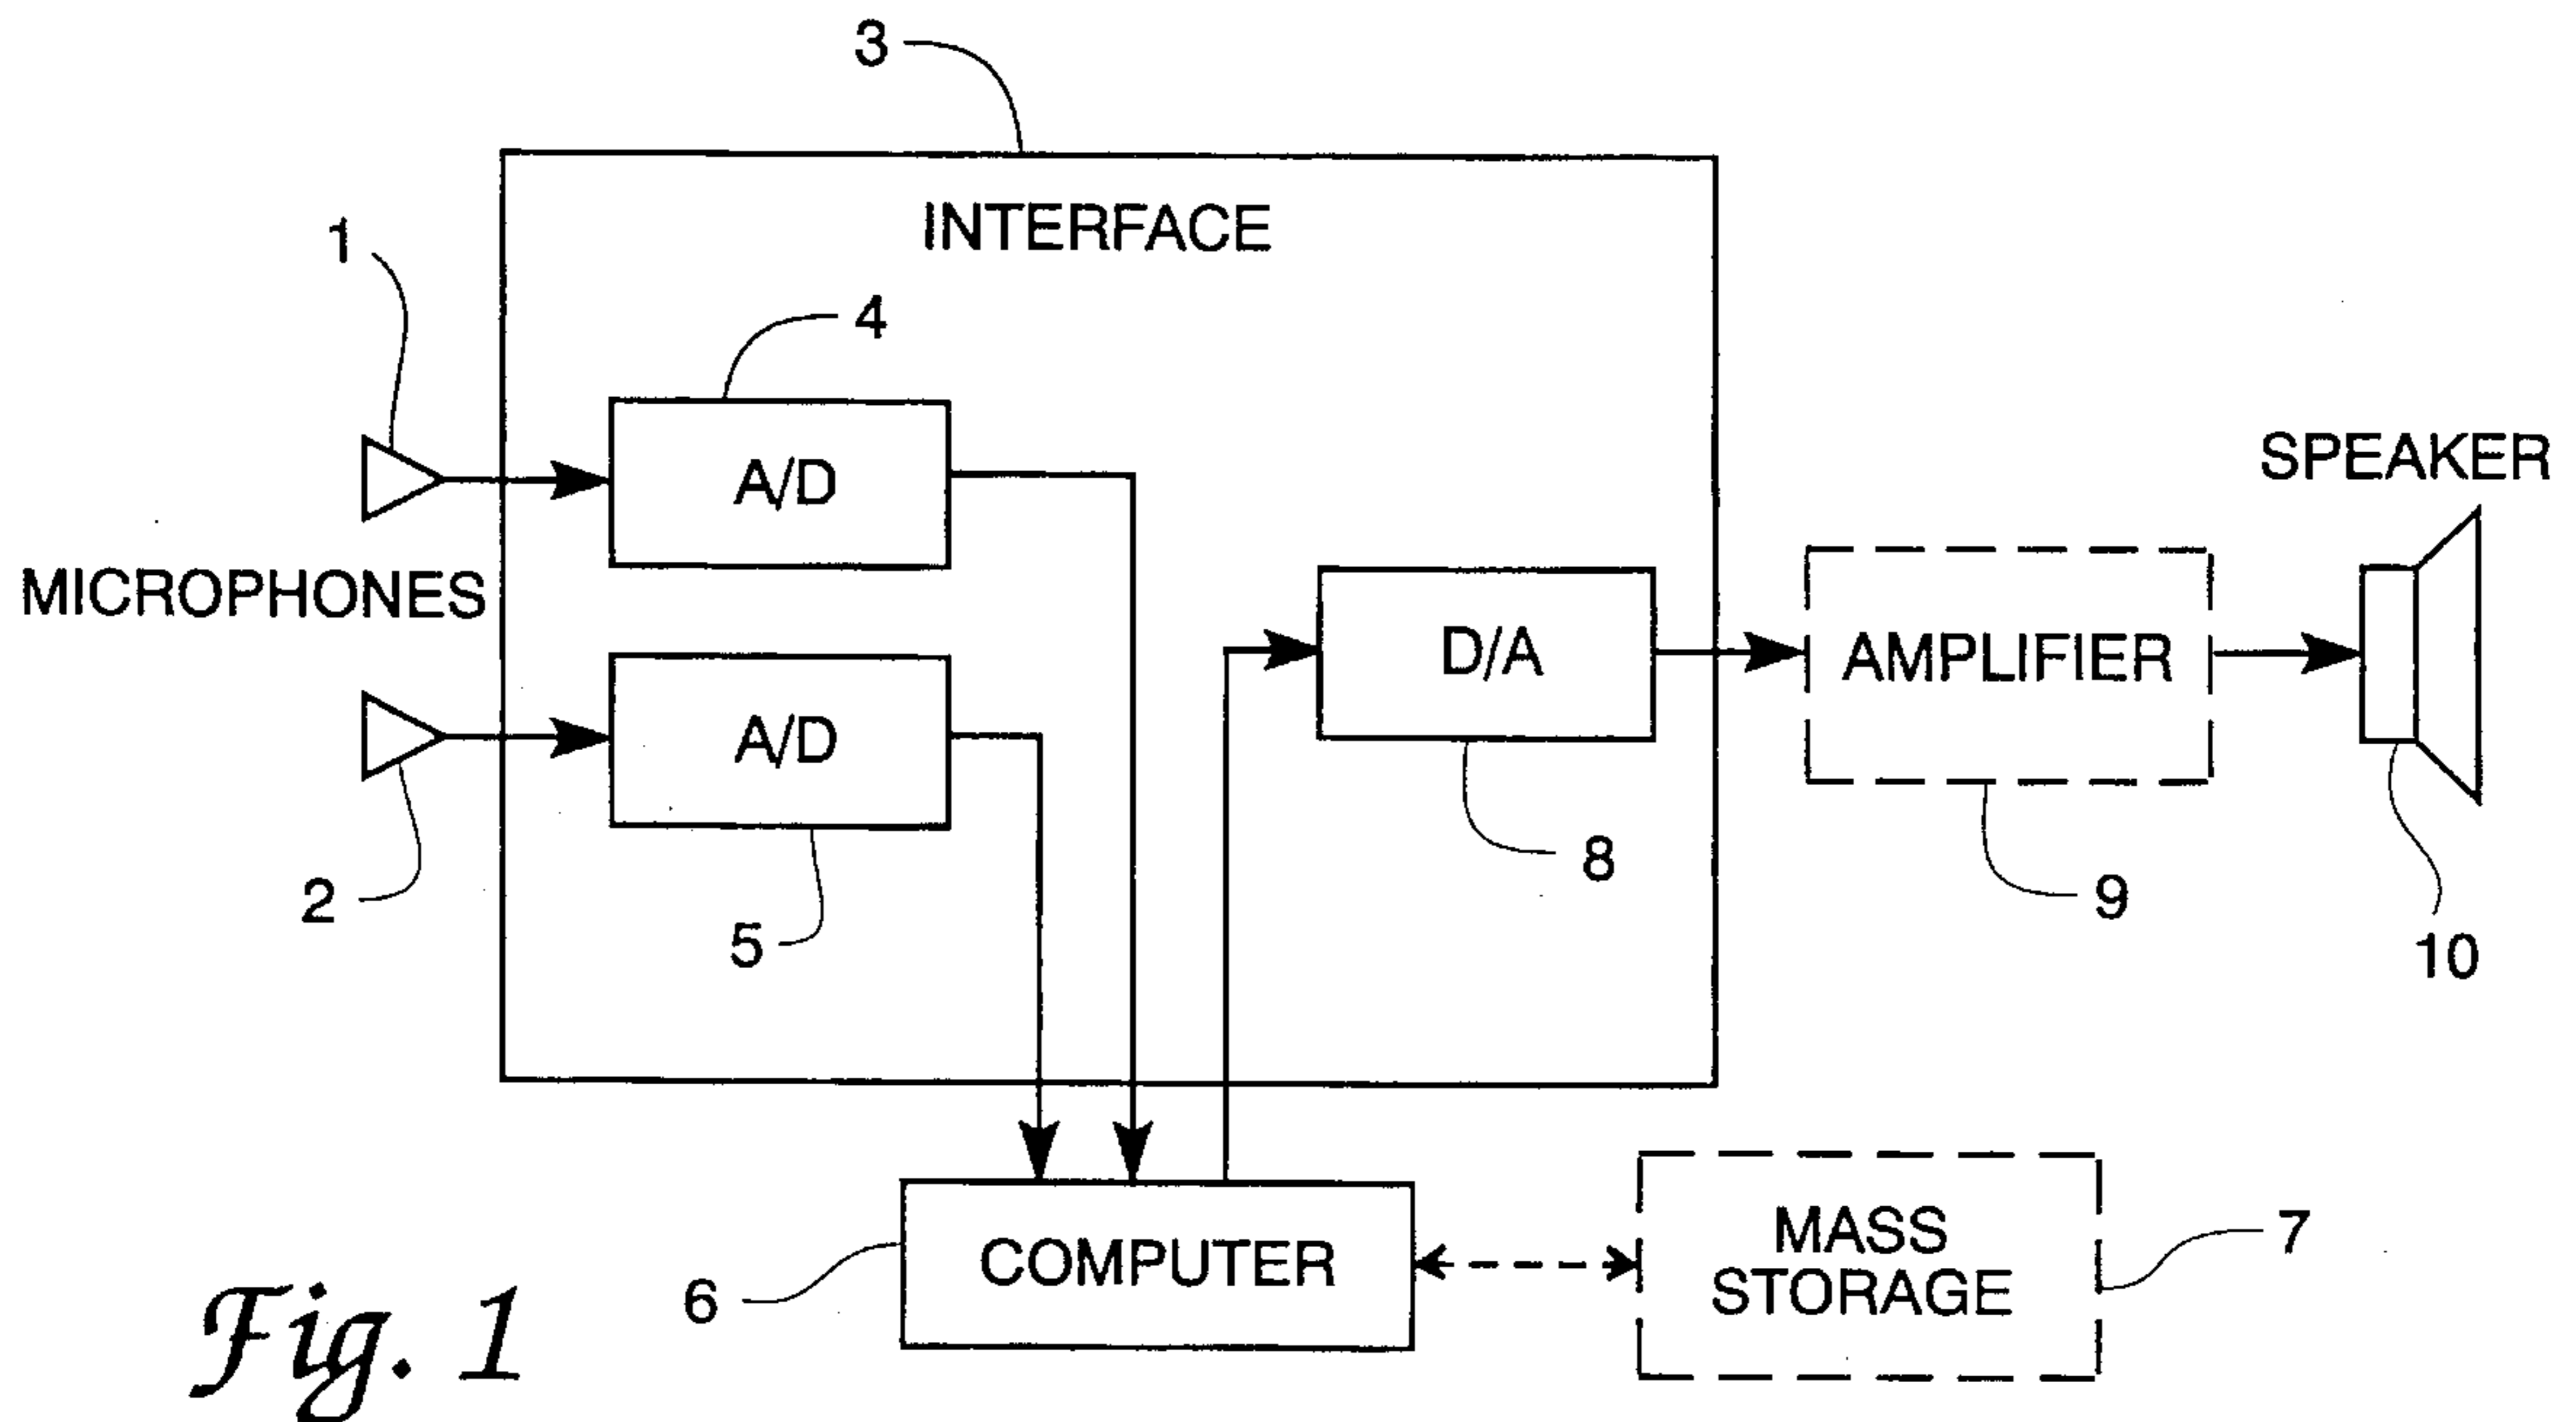 3
INTERFACE
1
4
A/D
SPEAKER
MICROPHONES
D/A
AMPLIFIER
A/D
2
5
8
9
10
COMPUTER
MASS
STORAGE
7
6
Fig. 1